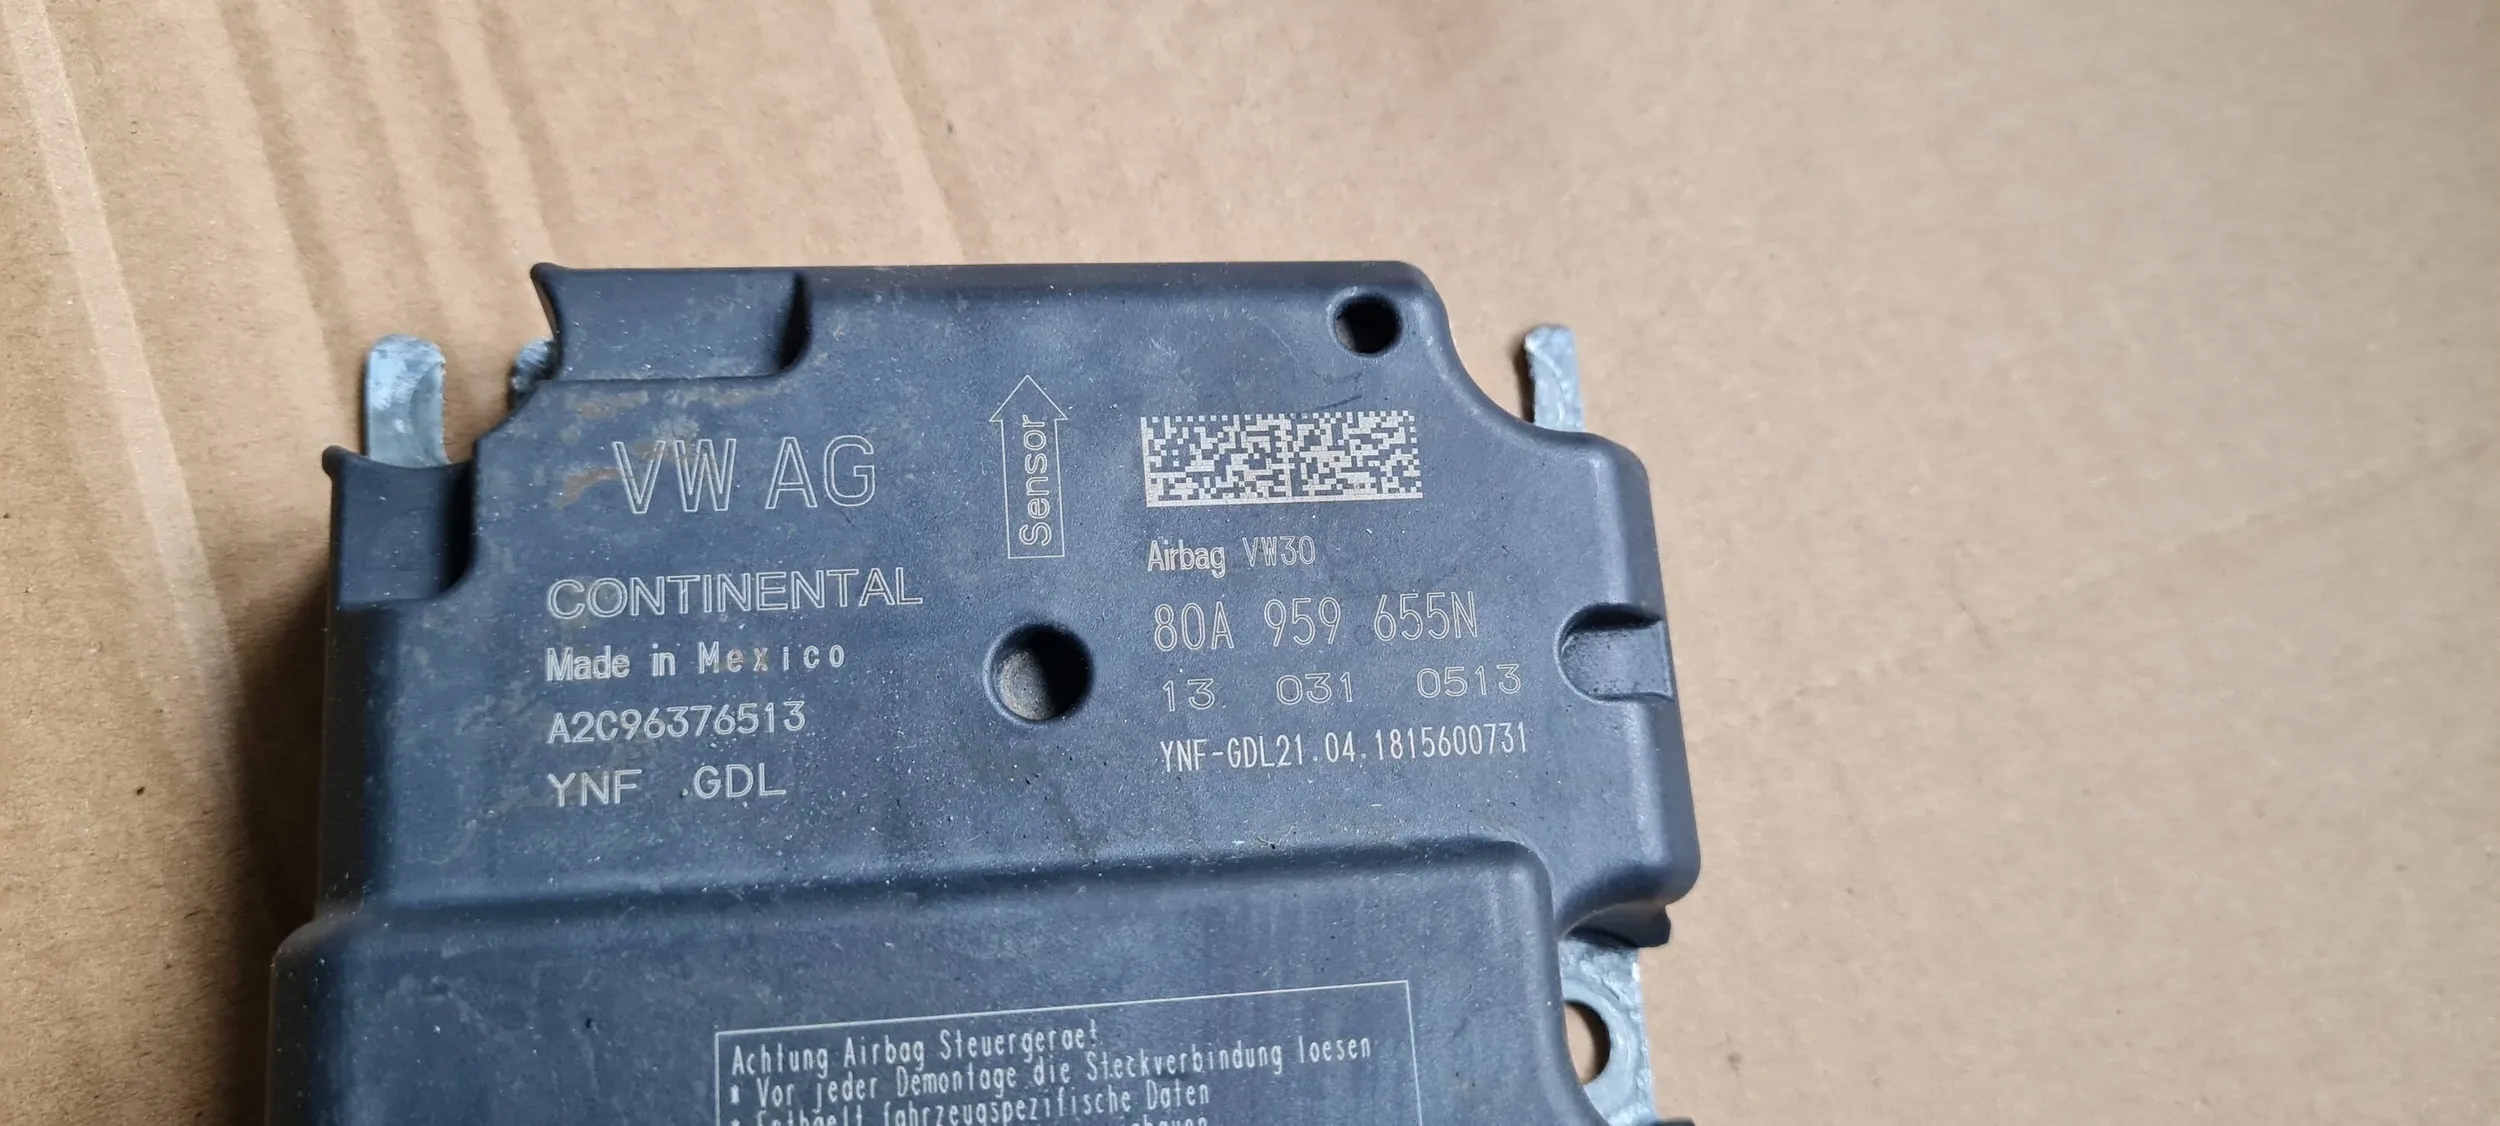 VW AG
Sensor
CONTINENTAL
Made in Mexico
A2C96376513
YNF .GDL
Airbag VW30
80A 959 655N
13 031 0513
YNF-GDL21.04.1815600731
Achtung Airbag Steuergeraet
* Vor jeder Demontage die Steckverbindung loesen
* Enthaelt fahrzeugspezifische Daten